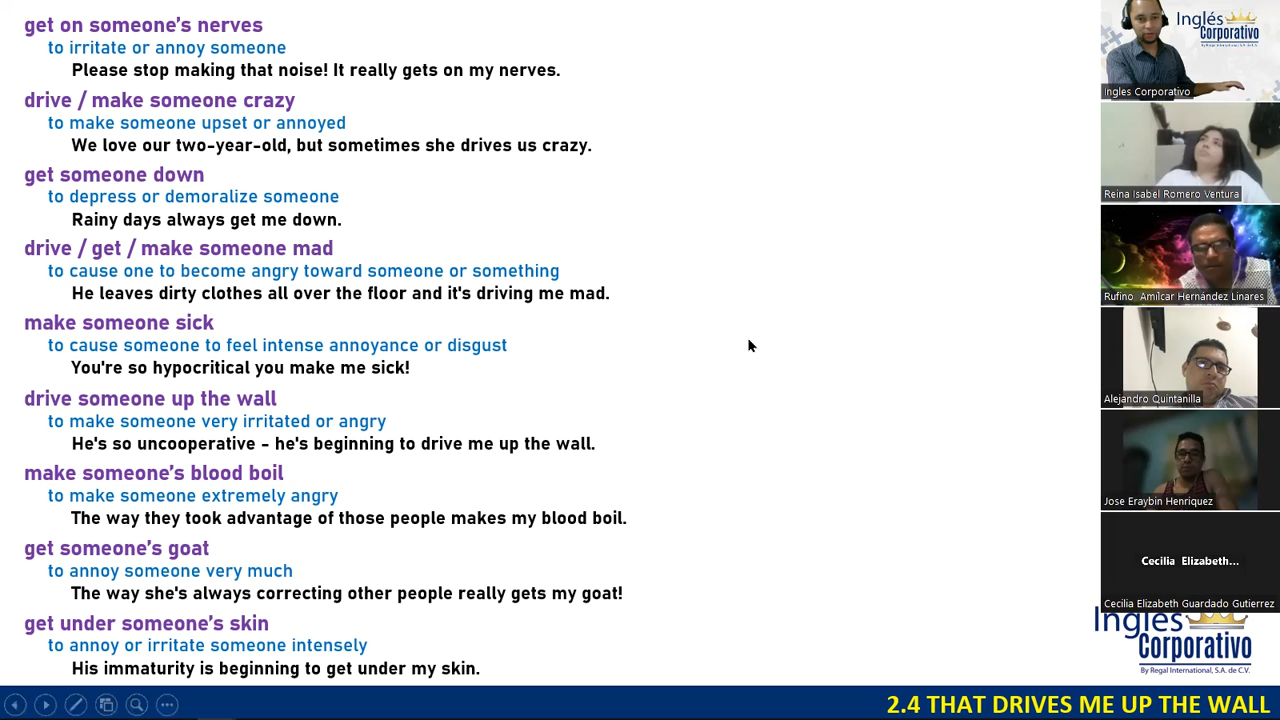 get on someone's nerves
to irritate or annoy someone
Please stop making that noise! It really gets on my nerves.
drive / make someone crazy
to make someone upset or annoyed
We love our two-year-old, but sometimes she drives us crazy.
get someone down
to depress or demoralize someone
Rainy days always get me down.
drive / get / make someone mad
to cause one to become angry toward someone or something
He leaves dirty clothes all over the floor and it's driving me mad.
make someone sick
to cause someone to feel intense annoyance or disgust
You're so hypocritical you make me sick!
drive someone up the wall
to make someone very irritated or angry
He's so uncooperative - he's beginning to drive me up the wall.
make someone's blood boil
to make someone extremely angry
The way they took advantage of those people makes my blood boil.
get someone's goat
to annoy someone very much
The way she's always correcting other people really gets my goat!
get under someone's skin
to annoy or irritate someone intensely
His immaturity is beginning to get under my skin.
2.4 THAT DRIVES ME UP THE WALL
Inglés
Corporativo
By Regal International, S.A. de C.V.
Ingles Corporativo
Reina Isabel Romero Ventura
Rufino Amílcar Hernández Linares
Alejandro Quintanilla
Jose Eraybin Henriquez
Cecilia Elizabeth...
Cecilia Elizabeth Guardado Gutierrez
Inglés
Corporativo
By Regal International, S.A. de C.V.